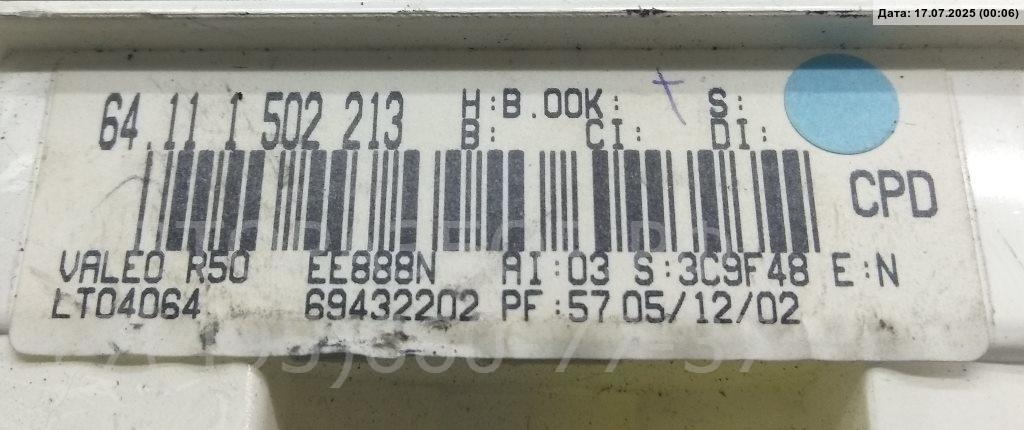 Дата: 17.07.2025 (00:06)
64.11 1 502 213 H:B.00K: S:
B: CI: DI:
CPD
VALEO R50 EE888N AI:03 S:3C9F48 E:N
LT04064 69432202 PF:57 05/12/02